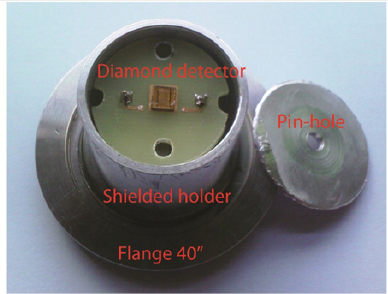 Diamond detector
Pin-hole
Shielded holder
Flange 40”